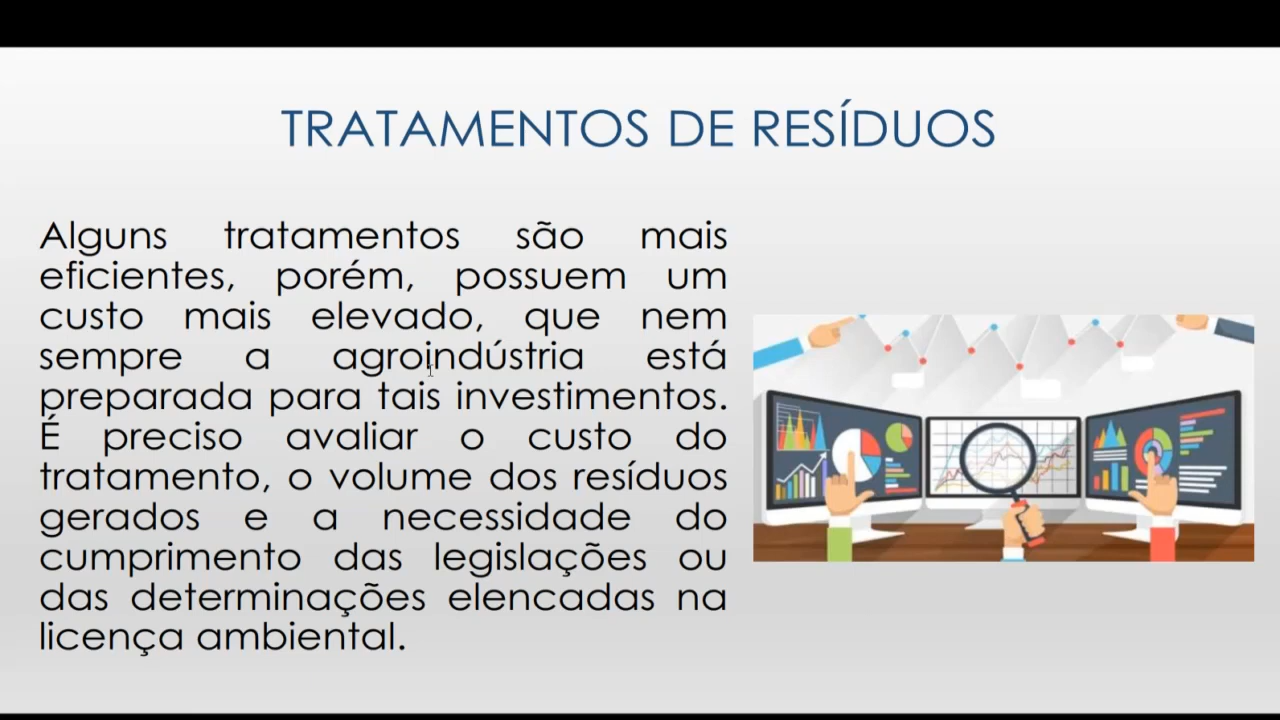 TRATAMENTOS DE RESÍDUOS
Alguns tratamentos são mais
eficientes, porém, possuem um
custo mais elevado, que nem
sempre a agroindústria está
preparada para tais investimentos.
É preciso avaliar o custo do
tratamento, o volume dos resíduos
gerados e a necessidade do
cumprimento das legislações ou
das determinações elencadas na
licença ambiental.